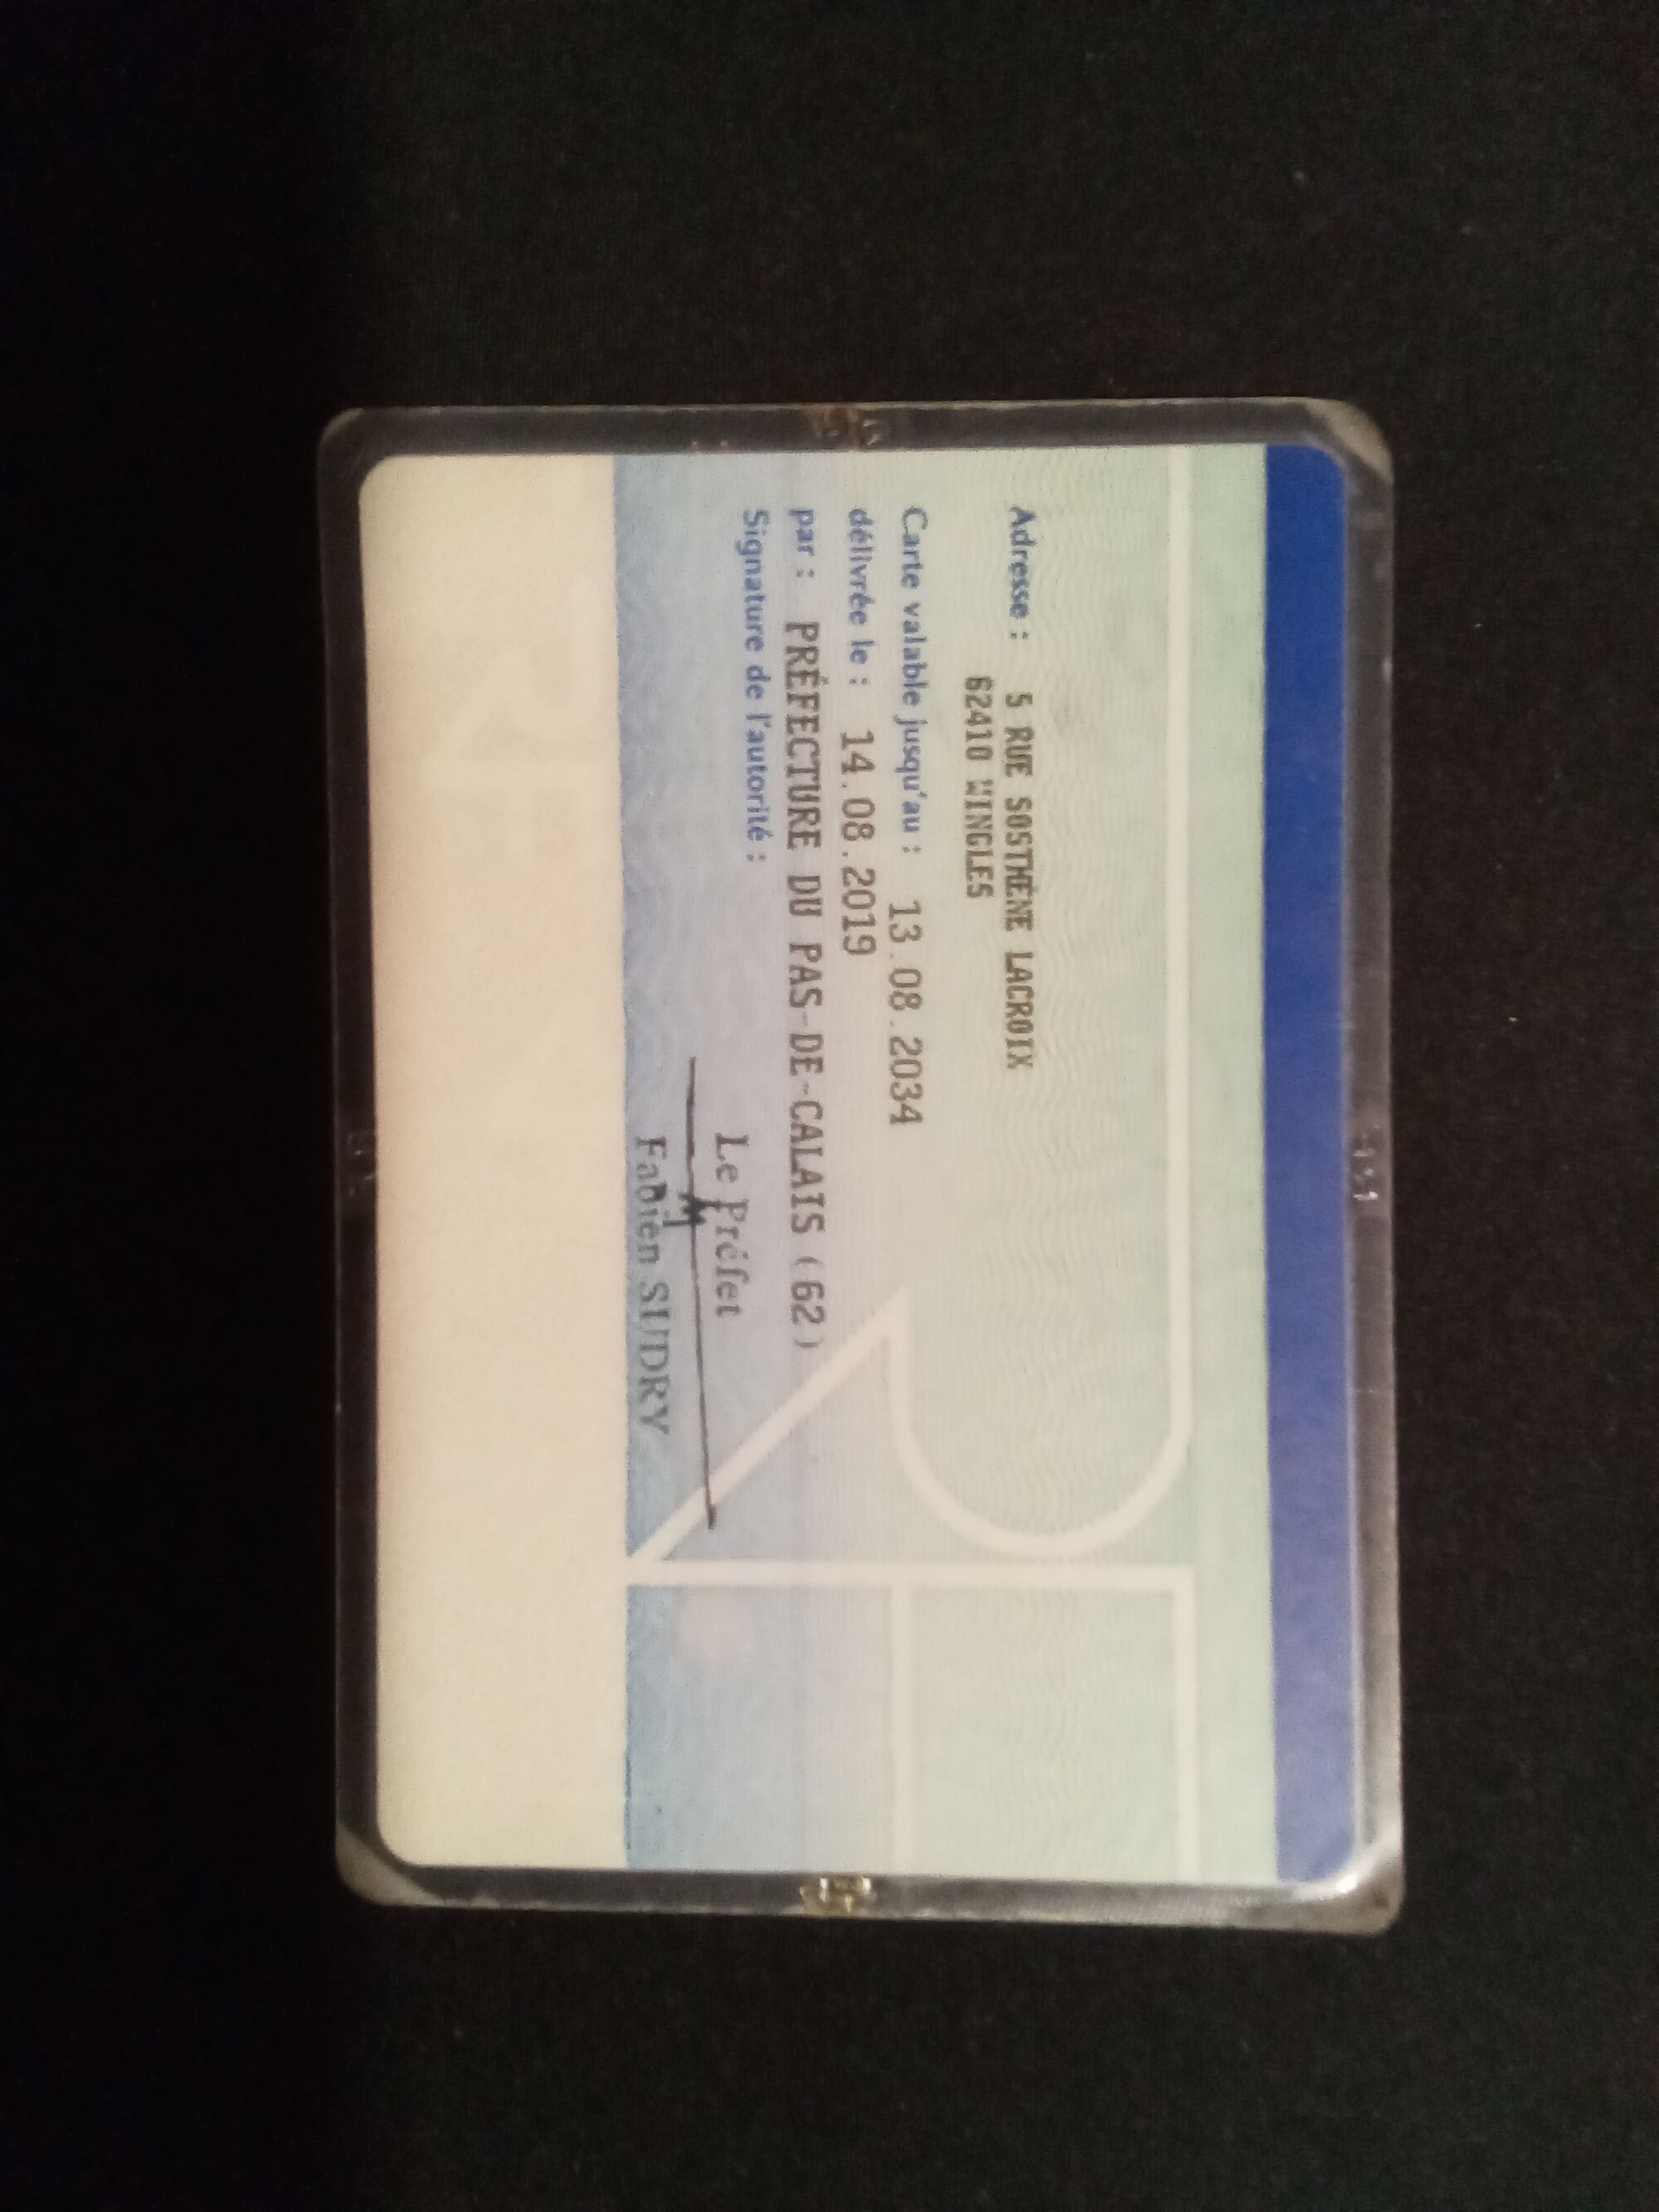 Adresse : 5 RUE SOSTHÈNE LACROIX
62410 WINGLES
Carte valable jusqu'au : 13.08.2034
délivrée le : 14.08.2019
par : PRÉFECTURE DU PAS-DE-CALAIS (62)
Signature de l'autorité :
Le Préfet
Fabien SUDRY